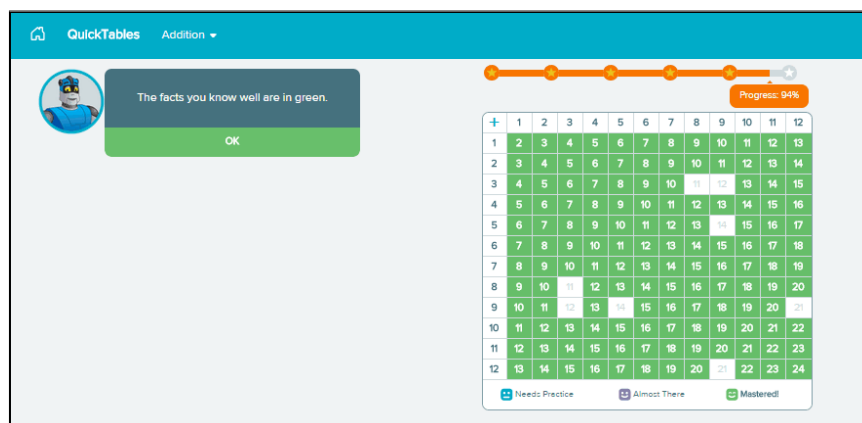 QuickTables Addition
The facts you know well are in green.
OK
Progress: 94%
+ 1 2 3 4 5 6 7 8 9 10 11 12
1 2 3 4 5 6 7 8 9 10 11 12 13
2 3 4 5 6 7 8 9 10 11 12 13 14
3 4 5 6 7 8 9 10 11 12 13 14 15
4 5 6 7 8 9 10 11 12 13 14 15 16
5 6 7 8 9 10 11 12 13 14 15 16 17
6 7 8 9 10 11 12 13 14 15 16 17 18
7 8 9 10 11 12 13 14 15 16 17 18 19
8 9 10 11 12 13 14 15 16 17 18 19 20
9 10 11 12 13 14 15 16 17 18 19 20 21
10 11 12 13 14 15 16 17 18 19 20 21 22
11 12 13 14 15 16 17 18 19 20 21 22 23
12 13 14 15 16 17 18 19 20 21 22 23 24
Needs Practice Almost There Mastered!